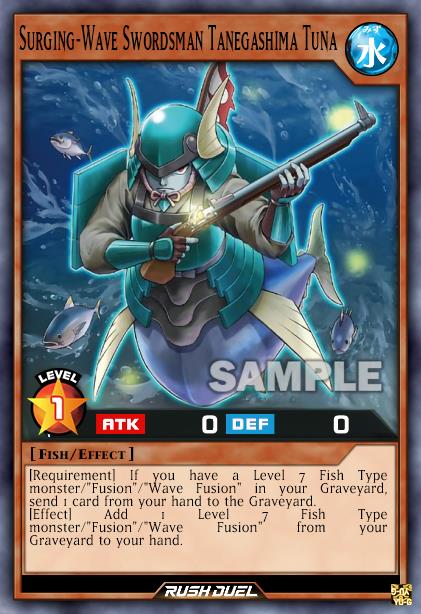 Surging-Wave Swordsman Tanegashima Tuna
みず
水
SAMPLE
LEVEL
1
ATK 0 DEF 0
[ Fish/Effect ]
[Requirement] If you have a Level 7 Fish Type
monster/"Fusion"/"Wave Fusion" in your Graveyard,
send 1 card from your hand to the Graveyard.
[Effect] Add 1 Level 7 Fish Type
monster/"Fusion"/"Wave Fusion" from your
Graveyard to your hand.
RUSH DUEL